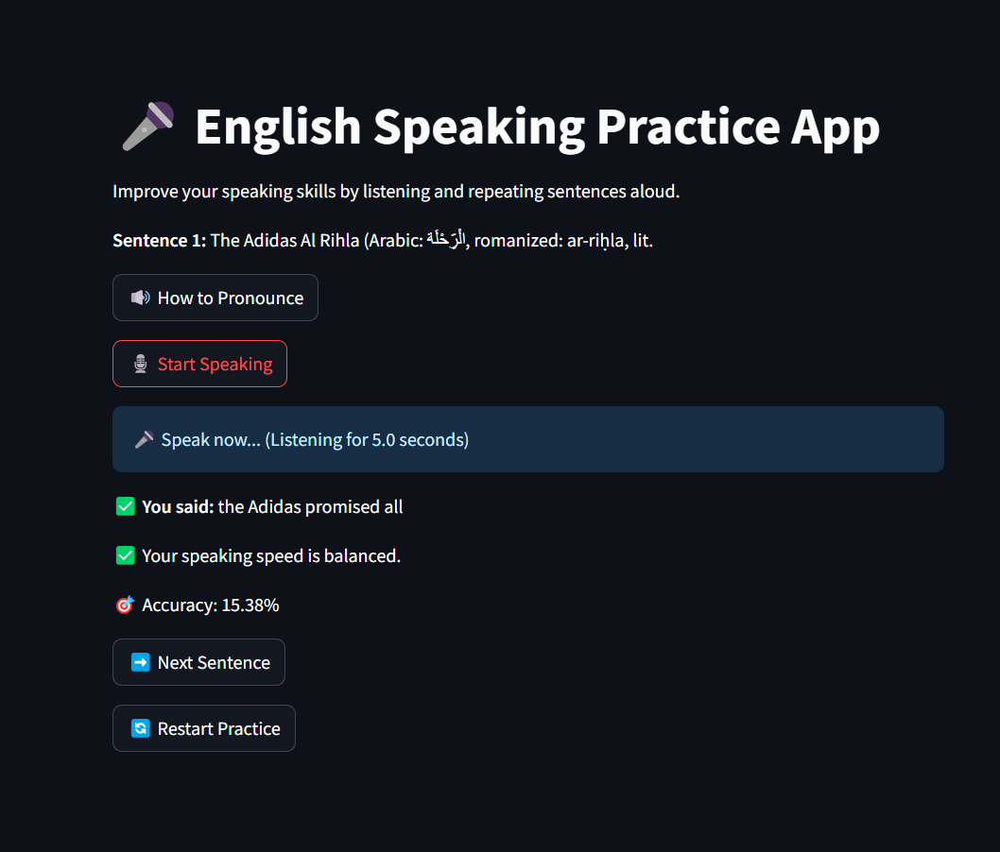 🎤 English Speaking Practice App
Improve your speaking skills by listening and repeating sentences aloud.
Sentence 1: The Adidas Al Rihla (Arabic: الْرِّحْلَة, romanized: ar-riḥla, lit.
🔊 How to Pronounce
🎙️ Start Speaking
🎤 Speak now... (Listening for 5.0 seconds)
✅ You said: the Adidas promised all
✅ Your speaking speed is balanced.
🎯 Accuracy: 15.38%
➡️ Next Sentence
🔄 Restart Practice